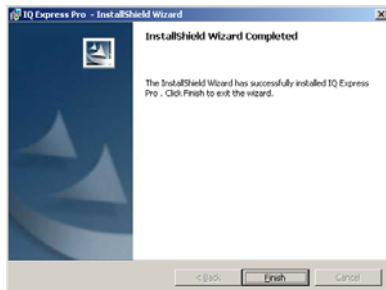 IQ Express Pro - InstallShield Wizard
InstallShield Wizard Completed
The InstallShield Wizard has successfully installed IQ Express
Pro . Click Finish to exit the wizard.
< Back
Finish
Cancel